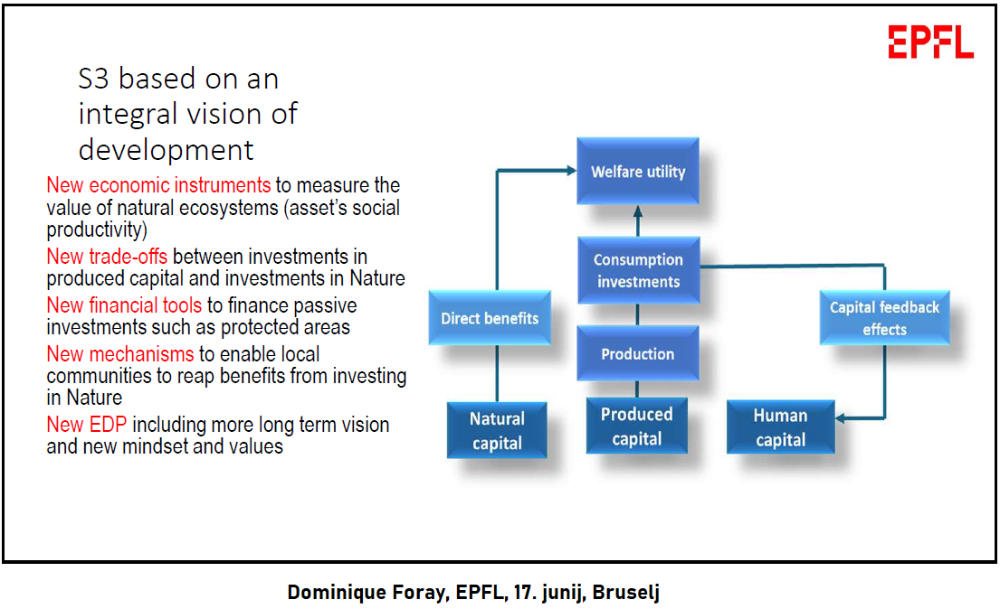 EPFL
S3 based on an
integral vision of
development
New economic instruments to measure the
value of natural ecosystems (asset's social
productivity)
New trade-offs between investments in
produced capital and investments in Nature
New financial tools to finance passive
investments such as protected areas
New mechanisms to enable local
communities to reap benefits from investing
in Nature
New EDP including more long term vision
and new mindset and values
Welfare utility
Consumption
investments
Direct benefits
Capital feedback
effects
Production
Natural
capital
Produced
capital
Human
capital
Dominique Foray, EPFL, 17. junij, Bruselj